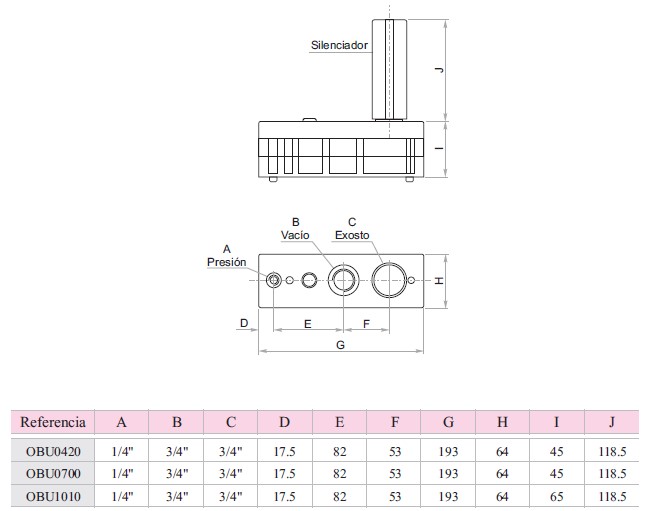 Silenciador
J
I
B
Vacío
C
Exosto
A
Presión
H
D
E
F
G
Referencia A B C D E F G H I J
OBU0420 1/4" 3/4" 3/4" 17.5 82 53 193 64 45 118.5
OBU0700 1/4" 3/4" 3/4" 17.5 82 53 193 64 45 118.5
OBU1010 1/4" 3/4" 3/4" 17.5 82 53 193 64 65 118.5